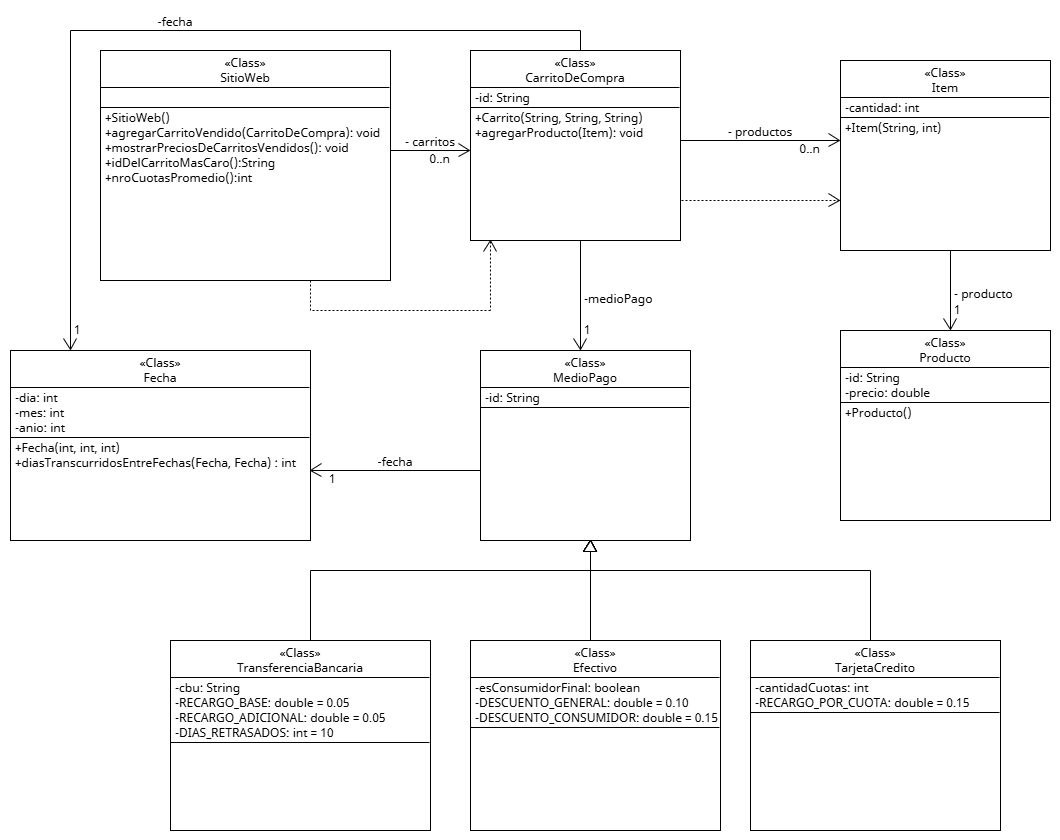 -fecha
«Class»
SitioWeb
+SitioWeb()
+agregarCarritoVendido(CarritoDeCompra): void
+mostrarPreciosDeCarritosVendidos(): void
+idDelCarritoMasCaro():String
+nroCuotasPromedio():int
- carritos
0..n
«Class»
CarritoDeCompra
-id: String
+Carrito(String, String, String)
+agregarProducto(Item): void
- productos
0..n
«Class»
Item
-cantidad: int
+Item(String, int)
-medioPago
1
- producto
1
1
«Class»
Fecha
-dia: int
-mes: int
-anio: int
+Fecha(int, int, int)
+diasTranscurridosEntreFechas(Fecha, Fecha) : int
-fecha
1
«Class»
MedioPago
-id: String
«Class»
Producto
-id: String
-precio: double
+Producto()
«Class»
TransferenciaBancaria
-cbu: String
-RECARGO_BASE: double = 0.05
-RECARGO_ADICIONAL: double = 0.05
-DIAS_RETRASADOS: int = 10
«Class»
Efectivo
-esConsumidorFinal: boolean
-DESCUENTO_GENERAL: double = 0.10
-DESCUENTO_CONSUMIDOR: double = 0.15
«Class»
TarjetaCredito
-cantidadCuotas: int
-RECARGO_POR_CUOTA: double = 0.15